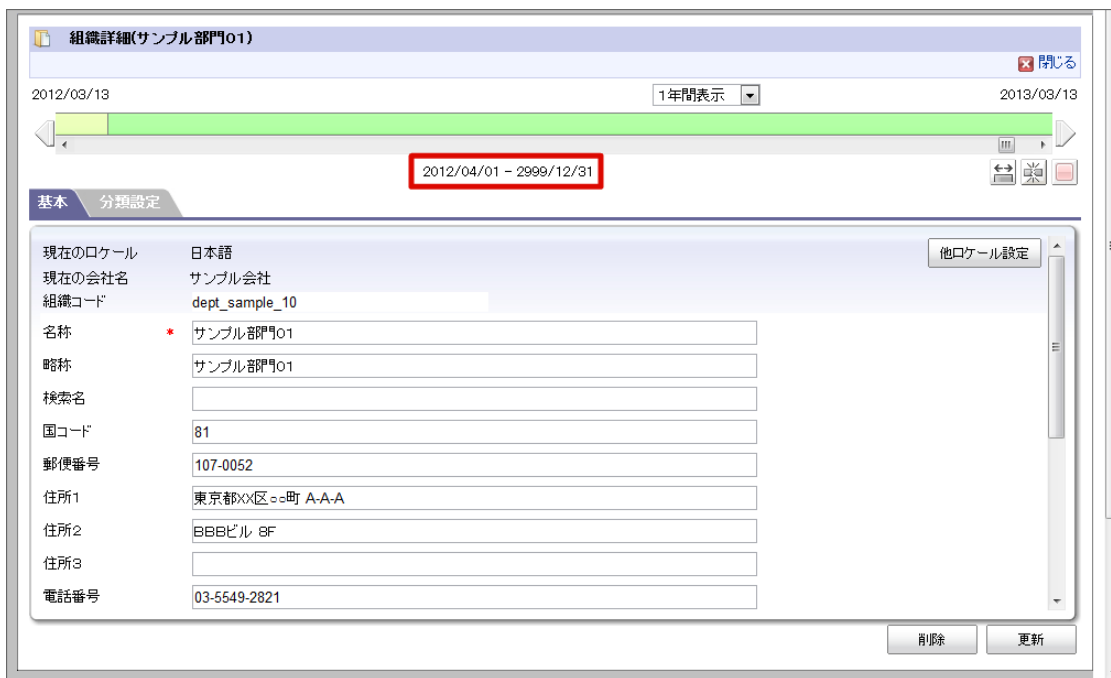 組織詳細(サンプル部門01)
閉じる
2012/03/13 1年間表示 2013/03/13
2012/04/01 - 2999/12/31
基本 分類設定
現在のロケール 日本語 他ロケール設定
現在の会社名 サンプル会社
組織コード dept_sample_10
名称 * サンプル部門01
略称 サンプル部門01
検索名
国コード 81
郵便番号 107-0052
住所1 東京都XX区○○町 A-A-A
住所2 BBBビル 8F
住所3
電話番号 03-5549-2821
削除 更新